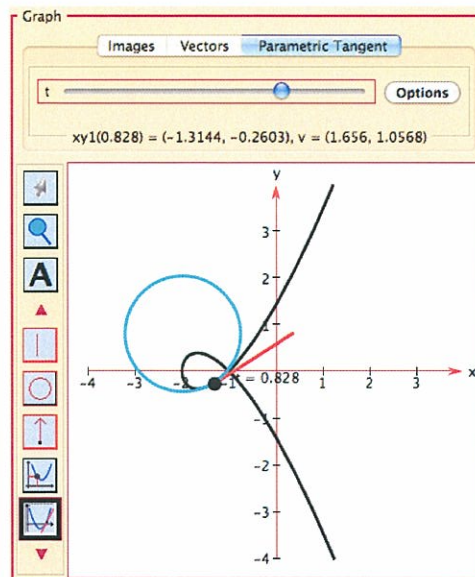 Graph
Images Vectors Parametric Tangent
t
Options
xy1(0.828) = (-1.3144, -0.2603), v = (1.656, 1.0568)
A
y
3
2
1
-4 -3 -2 -1 1 2 3 x
= 0.828
-1
-2
-3
-4